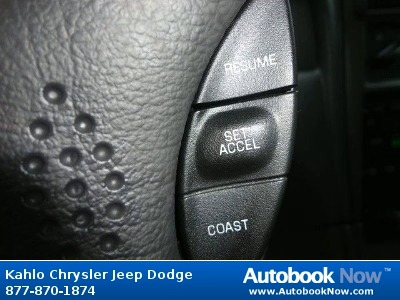 RESUME
SET
ACCEL
COAST
Kahlo Chrysler Jeep Dodge
877-870-1874
Autobook Now™
www.AutobookNow.com